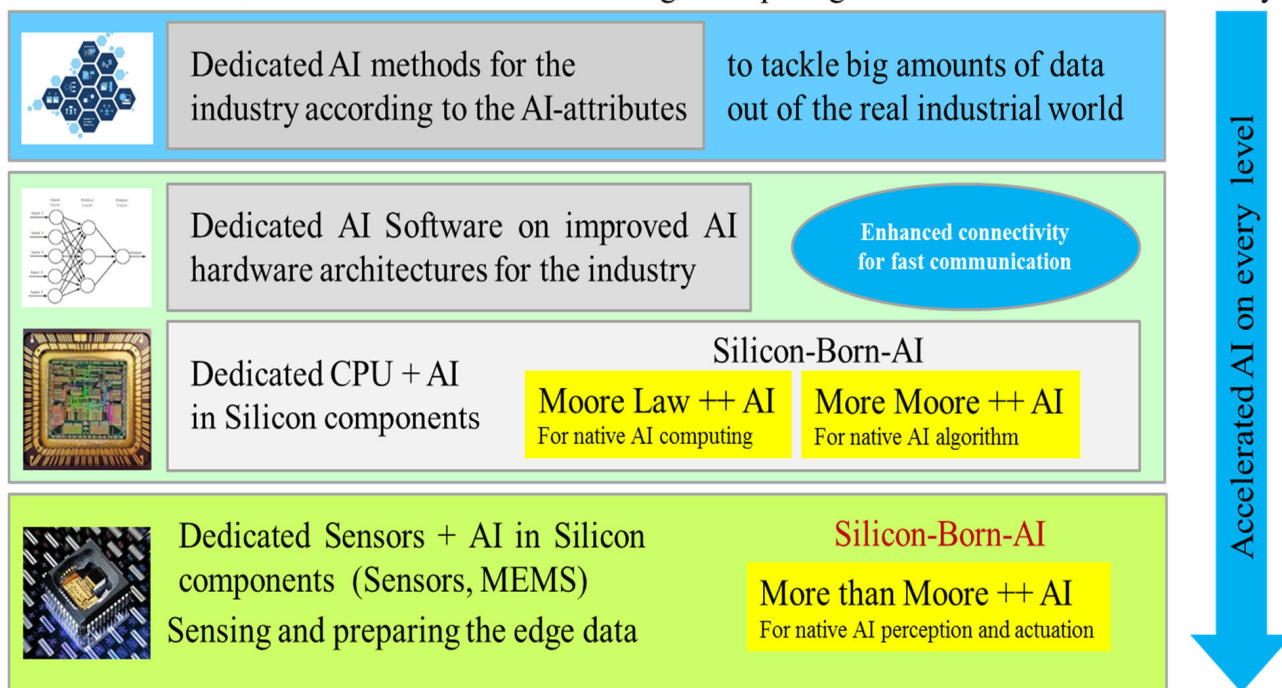 Dedicated AI methods for the
industry according to the AI-attributes
to tackle big amounts of data
out of the real industrial world
Dedicated AI Software on improved AI
hardware architectures for the industry
Enhanced connectivity
for fast communication
Dedicated CPU + AI
in Silicon components
Silicon-Born-AI
Moore Law ++ AI
For native AI computing
More Moore ++ AI
For native AI algorithm
Dedicated Sensors + AI in Silicon
components (Sensors, MEMS)
Sensing and preparing the edge data
Silicon-Born-AI
More than Moore ++ AI
For native AI perception and actuation
Accelerated AI on every level